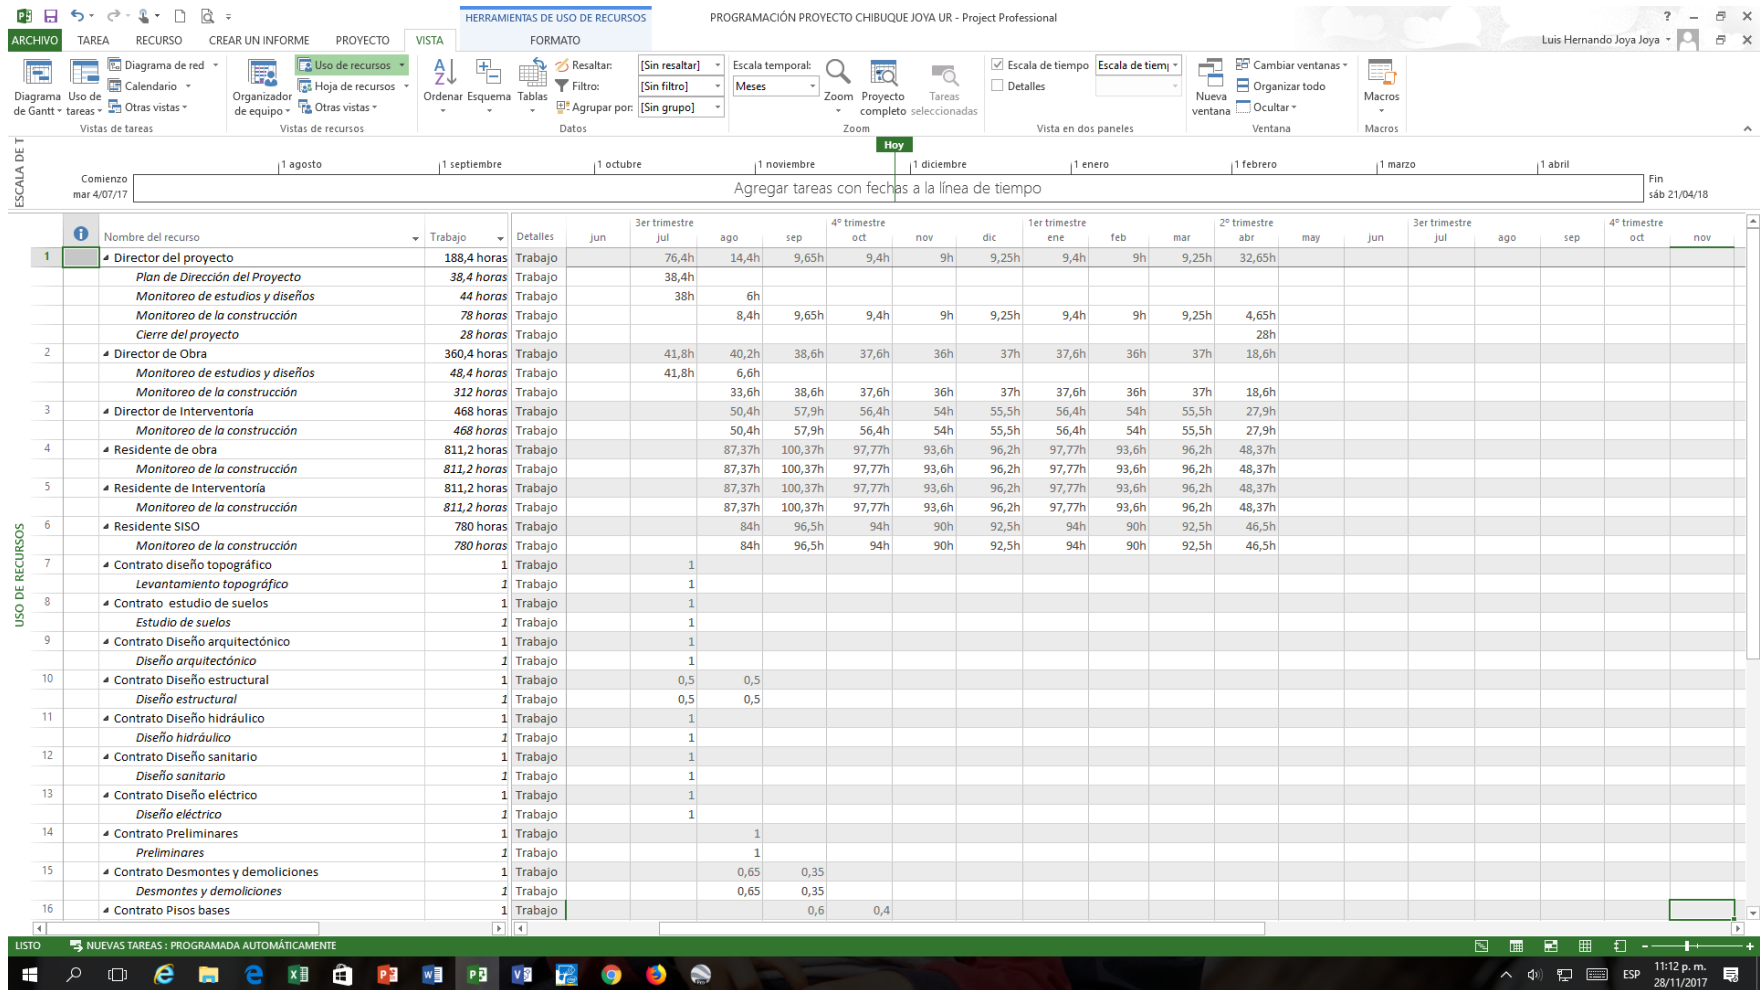 HERRAMIENTAS DE USO DE RECURSOS
PROGRAMACIÓN PROYECTO CHIBUQUE JOYA UR - Project Professional
ARCHIVO TAREA RECURSO CREAR UN INFORME PROYECTO VISTA FORMATO Luis Hernando Joya Joya
Diagrama de Gantt
Uso de tareas
Diagrama de red
Calendario
Otras vistas
Vistas de tareas
Organizador de equipo
Uso de recursos
Hoja de recursos
Otras vistas
Vistas de recursos
Ordenar
Esquema
Tablas
Resaltar: [Sin resaltar]
Filtro: [Sin filtro]
Agrupar por: [Sin grupo]
Datos
Escala temporal:
Meses
Zoom
Proyecto completo
Tareas seleccionadas
Zoom
Escala de tiempo Escala de tiem
Detalles
Vista en dos paneles
Nueva ventana
Cambiar ventanas
Organizar todo
Ocultar
Ventana
Macros
Macros
ESCALA DE T
Hoy
1 agosto 1 septiembre 1 octubre 1 noviembre 1 diciembre 1 enero 1 febrero 1 marzo 1 abril
Comienzo
mar 4/07/17
Agregar tareas con fechas a la línea de tiempo
Fin
sáb 21/04/18
USO DE RECURSOS
3er trimestre 4º trimestre 1er trimestre 2º trimestre 3er trimestre 4º trimestre
Nombre del recurso Trabajo Detalles jun jul ago sep oct nov dic ene feb mar abr may jun jul ago sep oct nov
1 Director del proyecto 188,4 horas Trabajo 76,4h 14,4h 9,65h 9,4h 9h 9,25h 9,4h 9h 9,25h 32,65h
Plan de Dirección del Proyecto 38,4 horas Trabajo 38,4h
Monitoreo de estudios y diseños 44 horas Trabajo 38h 6h
Monitoreo de la construcción 78 horas Trabajo 8,4h 9,65h 9,4h 9h 9,25h 9,4h 9h 9,25h 4,65h
Cierre del proyecto 28 horas Trabajo 28h
2 Director de Obra 360,4 horas Trabajo 41,8h 40,2h 38,6h 37,6h 36h 37h 37,6h 36h 37h 18,6h
Monitoreo de estudios y diseños 48,4 horas Trabajo 41,8h 6,6h
Monitoreo de la construcción 312 horas Trabajo 33,6h 38,6h 37,6h 36h 37h 37,6h 36h 37h 18,6h
3 Director de Interventoría 468 horas Trabajo 50,4h 57,9h 56,4h 54h 55,5h 56,4h 54h 55,5h 27,9h
Monitoreo de la construcción 468 horas Trabajo 50,4h 57,9h 56,4h 54h 55,5h 56,4h 54h 55,5h 27,9h
4 Residente de obra 811,2 horas Trabajo 87,37h 100,37h 97,77h 93,6h 96,2h 97,77h 93,6h 96,2h 48,37h
Monitoreo de la construcción 811,2 horas Trabajo 87,37h 100,37h 97,77h 93,6h 96,2h 97,77h 93,6h 96,2h 48,37h
5 Residente de Interventoría 811,2 horas Trabajo 87,37h 100,37h 97,77h 93,6h 96,2h 97,77h 93,6h 96,2h 48,37h
Monitoreo de la construcción 811,2 horas Trabajo 87,37h 100,37h 97,77h 93,6h 96,2h 97,77h 93,6h 96,2h 48,37h
6 Residente SISO 780 horas Trabajo 84h 96,5h 94h 90h 92,5h 94h 90h 92,5h 46,5h
Monitoreo de la construcción 780 horas Trabajo 84h 96,5h 94h 90h 92,5h 94h 90h 92,5h 46,5h
7 Contrato diseño topográfico 1 Trabajo 1
Levantamiento topográfico 1 Trabajo 1
8 Contrato estudio de suelos 1 Trabajo 1
Estudio de suelos 1 Trabajo 1
9 Contrato Diseño arquitectónico 1 Trabajo 1
Diseño arquitectónico 1 Trabajo 1
10 Contrato Diseño estructural 1 Trabajo 0,5 0,5
Diseño estructural 1 Trabajo 0,5 0,5
11 Contrato Diseño hidráulico 1 Trabajo 1
Diseño hidráulico 1 Trabajo 1
12 Contrato Diseño sanitario 1 Trabajo 1
Diseño sanitario 1 Trabajo 1
13 Contrato Diseño eléctrico 1 Trabajo 1
Diseño eléctrico 1 Trabajo 1
14 Contrato Preliminares 1 Trabajo 1
Preliminares 1 Trabajo 1
15 Contrato Desmontes y demoliciones 1 Trabajo 0,65 0,35
Desmontes y demoliciones 1 Trabajo 0,65 0,35
16 Contrato Pisos bases 1 Trabajo 0,6 0,4
LISTO NUEVAS TAREAS : PROGRAMADA AUTOMÁTICAMENTE
ESP 11:12 p. m.
28/11/2017